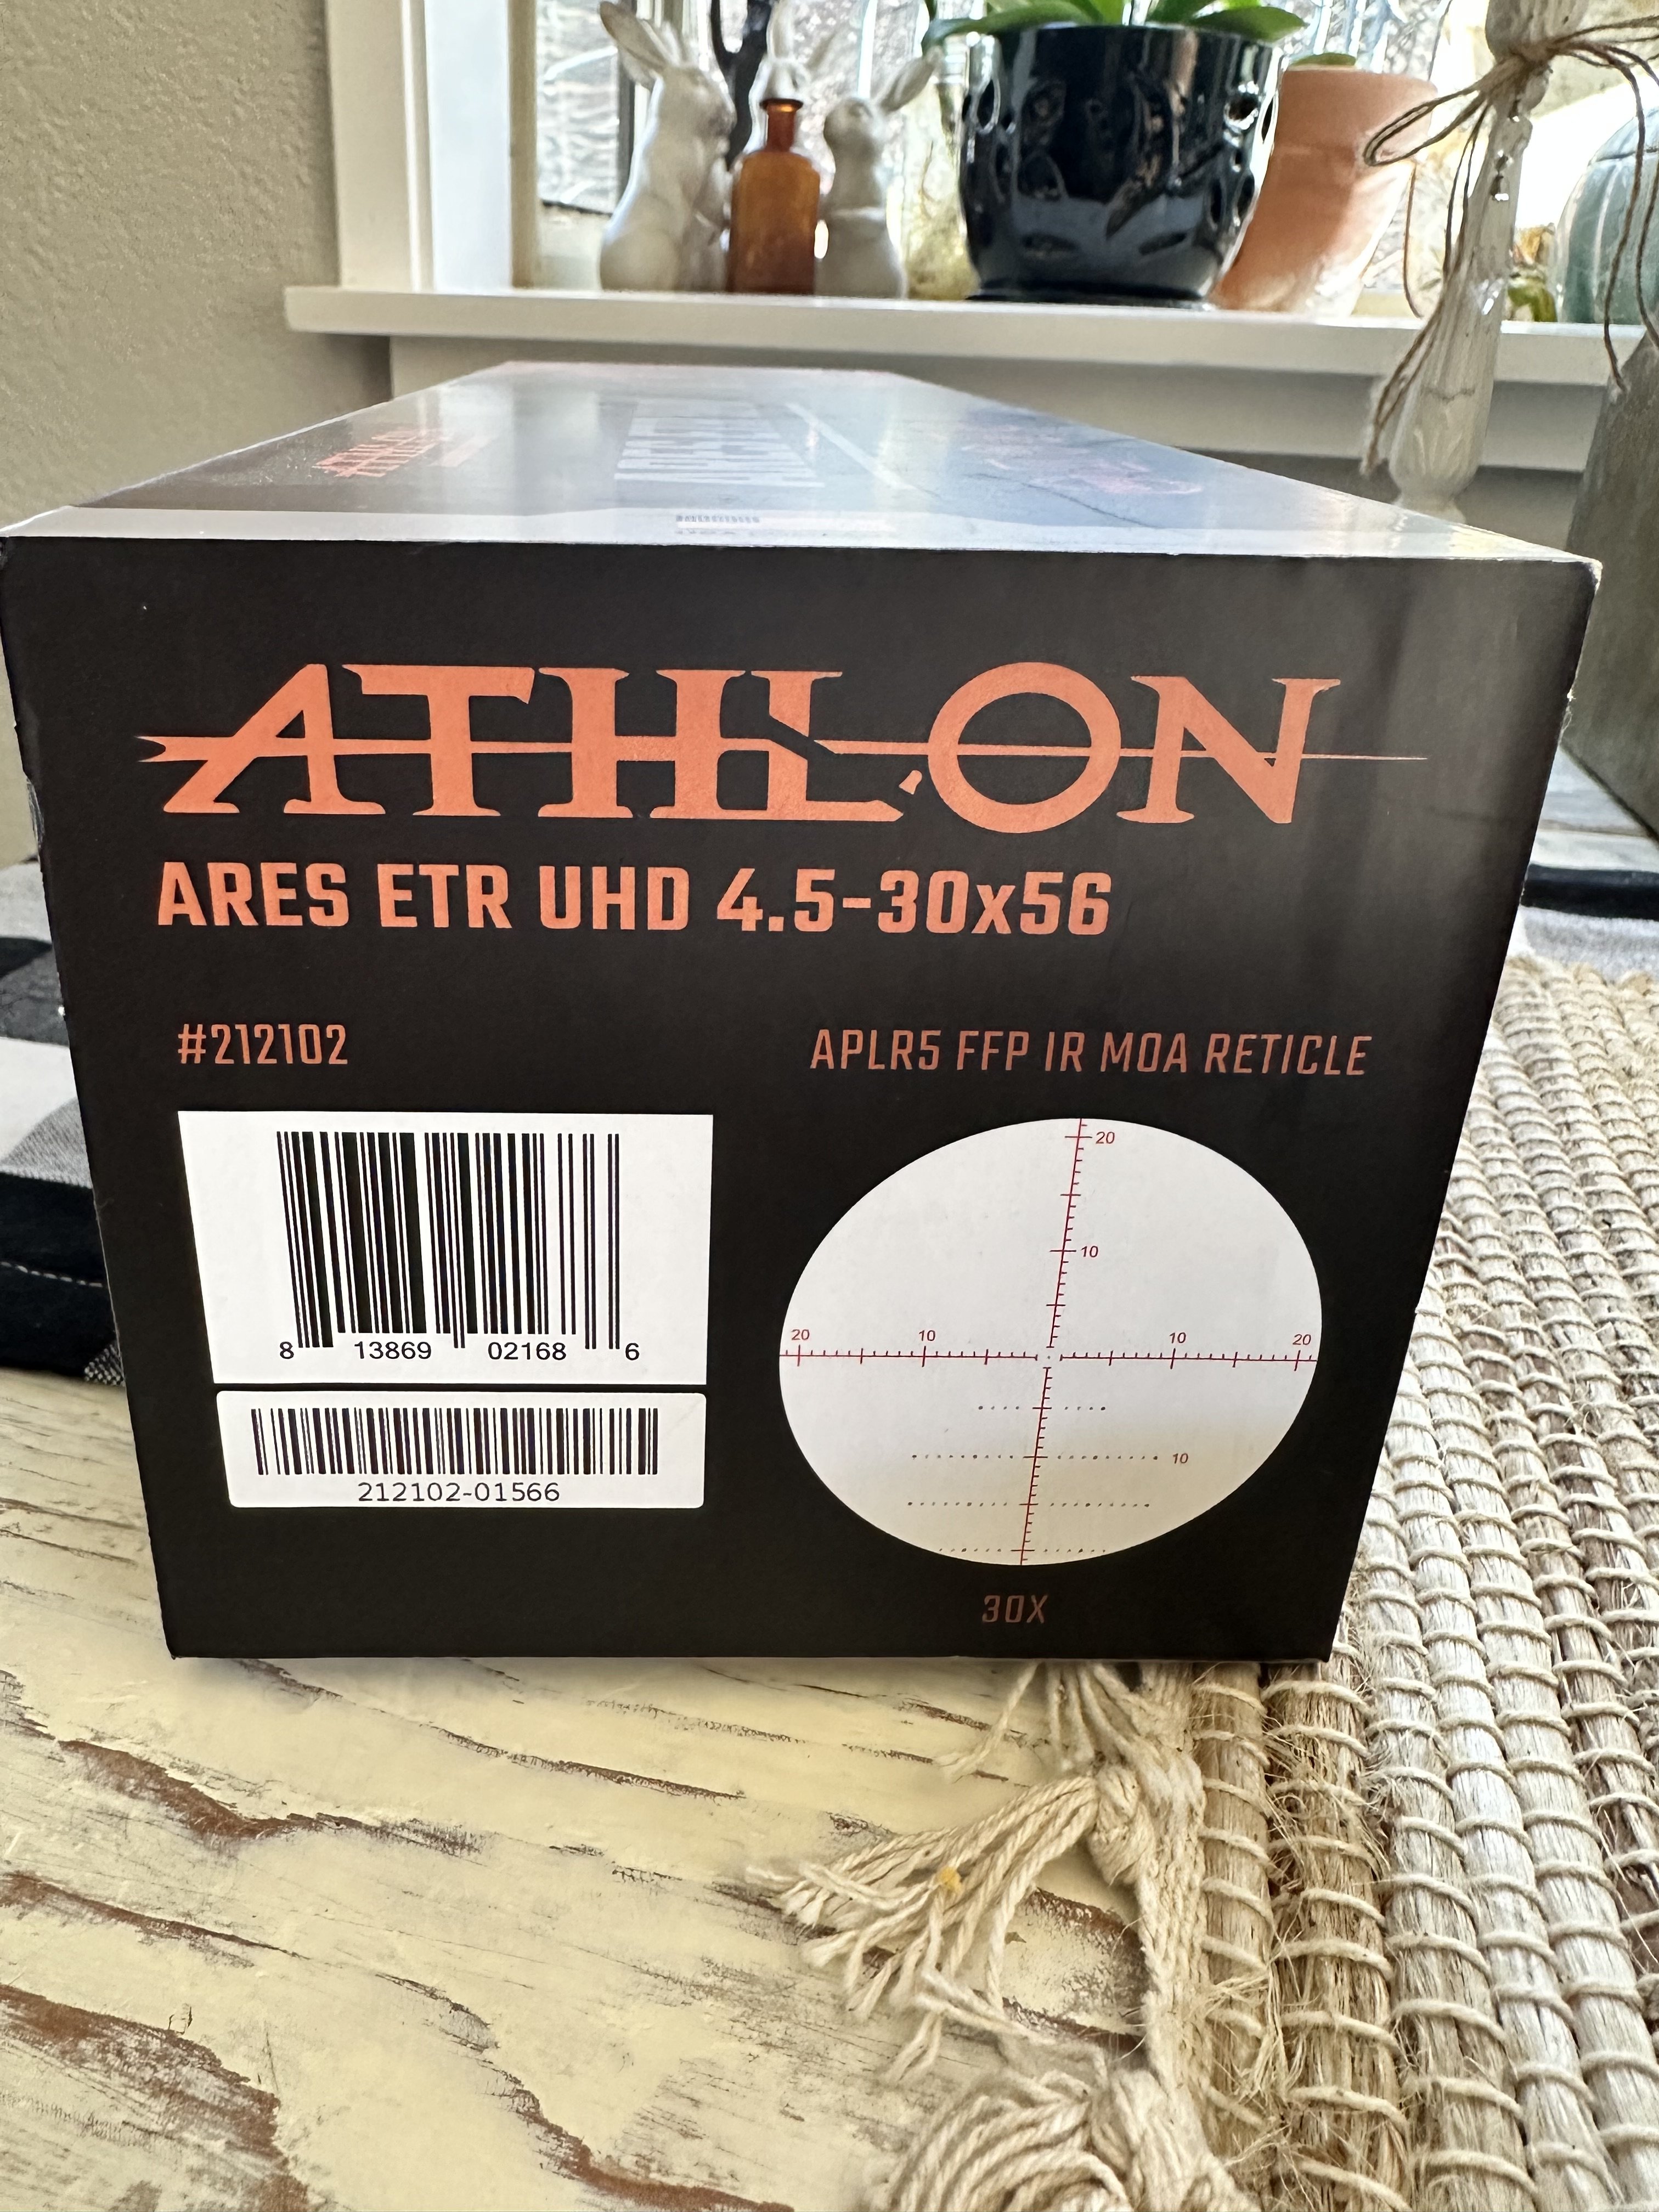 ATHLON
ATHLON
ARES ETR UHD 4.5-30x56
#212102
APLR5 FFP IR MOA RETICLE
8 13869 02168 6
212102-01566
20
10
20 10 10 20
10
30X